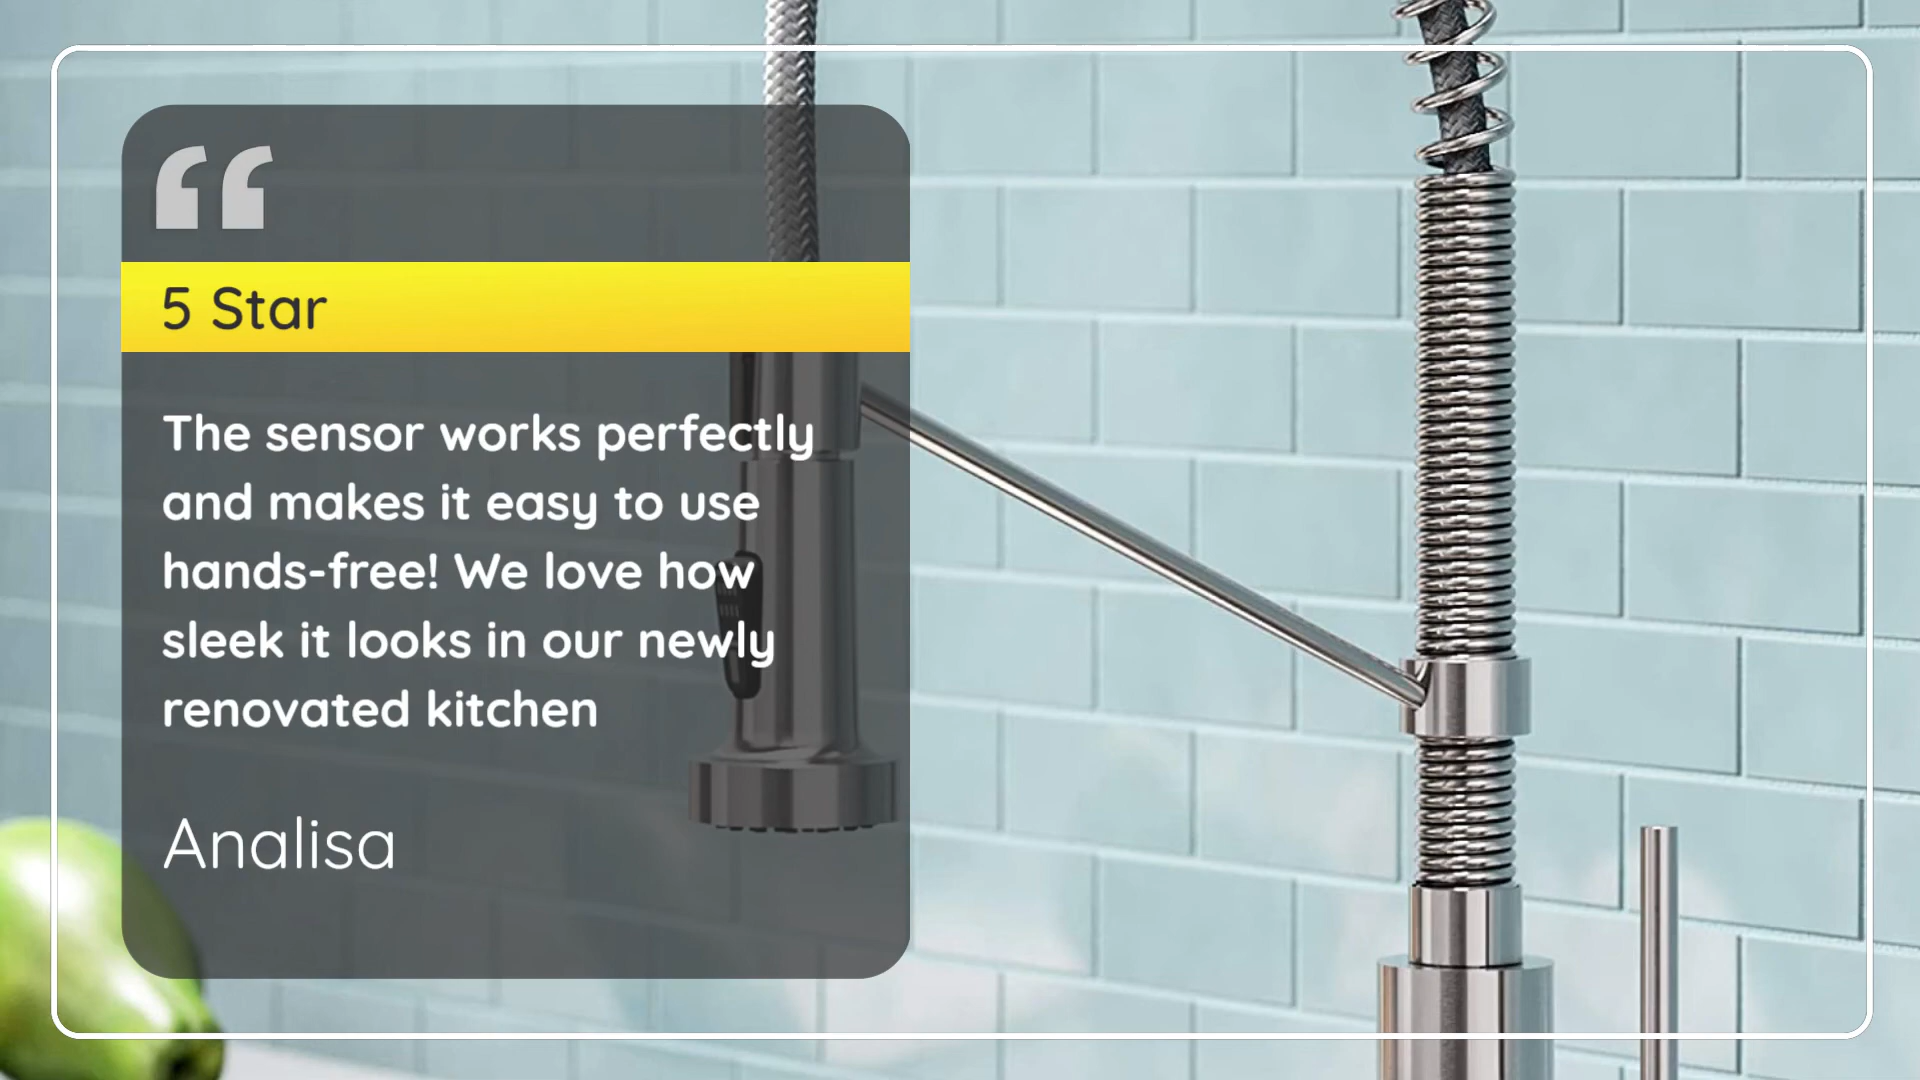 “
5 Star
The sensor works perfectly
and makes it easy to use
hands-free! We love how
sleek it looks in our newly
renovated kitchen
Analisa